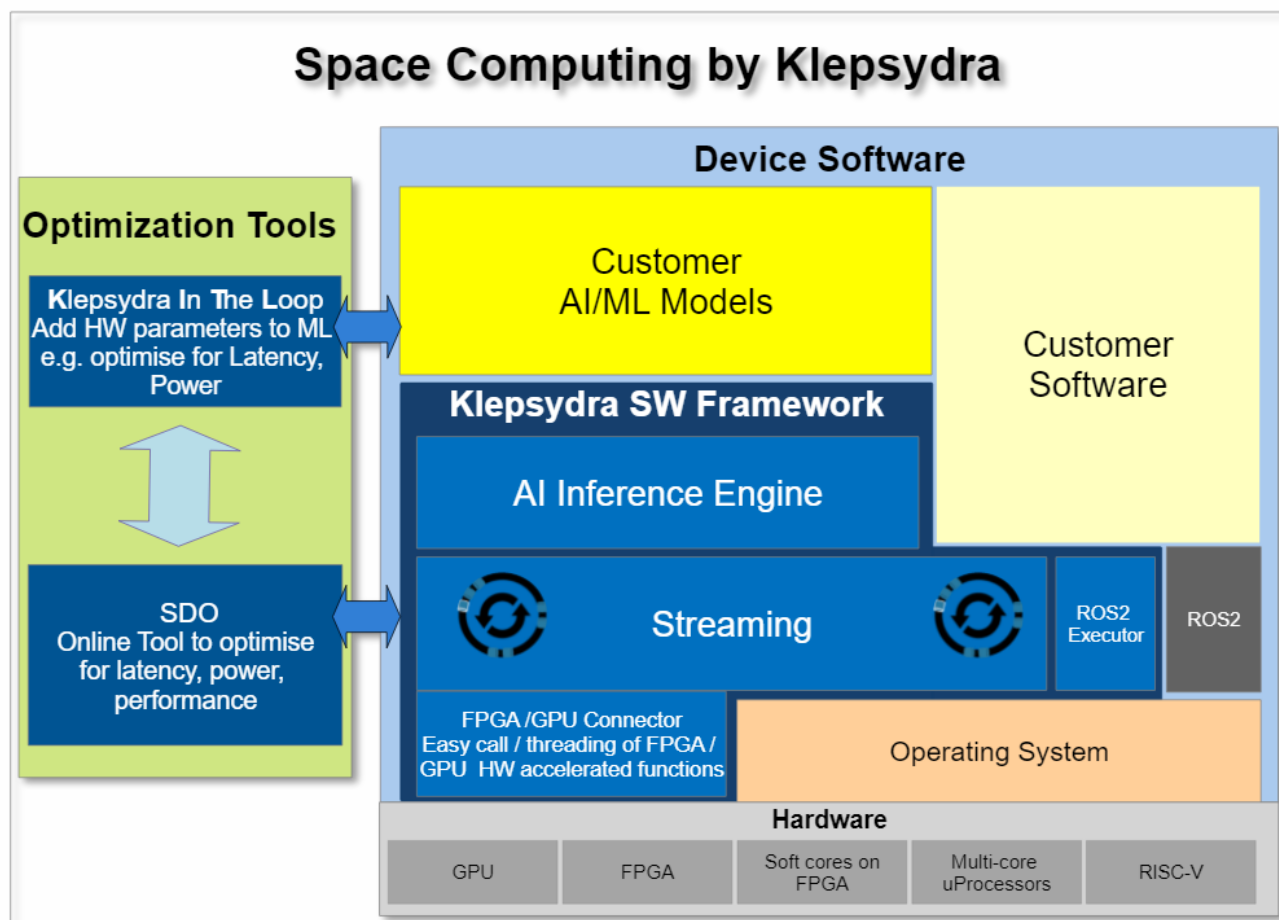 Space Computing by Klepsydra
Optimization Tools
Klepsydra In The Loop
Add HW parameters to ML
e.g. optimise for Latency,
Power
SDO
Online Tool to optimise
for latency, power,
performance
Device Software
Customer
AI/ML Models
Customer
Software
Klepsydra SW Framework
AI Inference Engine
Streaming
ROS2
Executor
ROS2
FPGA /GPU Connector
Easy call / threading of FPGA /
GPU HW accelerated functions
Operating System
Hardware
GPU
FPGA
Soft cores on
FPGA
Multi-core
uProcessors
RISC-V